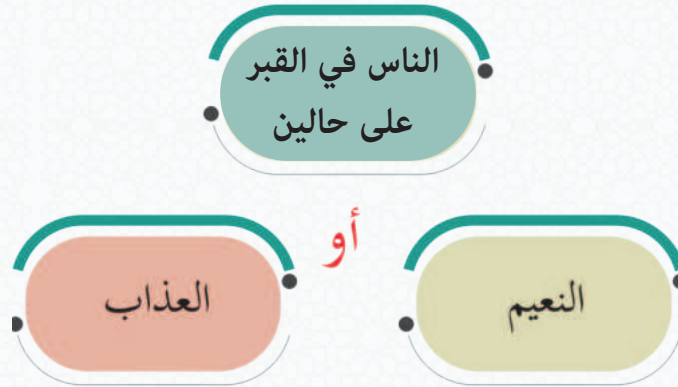 الناس في القبر
على حالين
أو
النعيم
العذاب